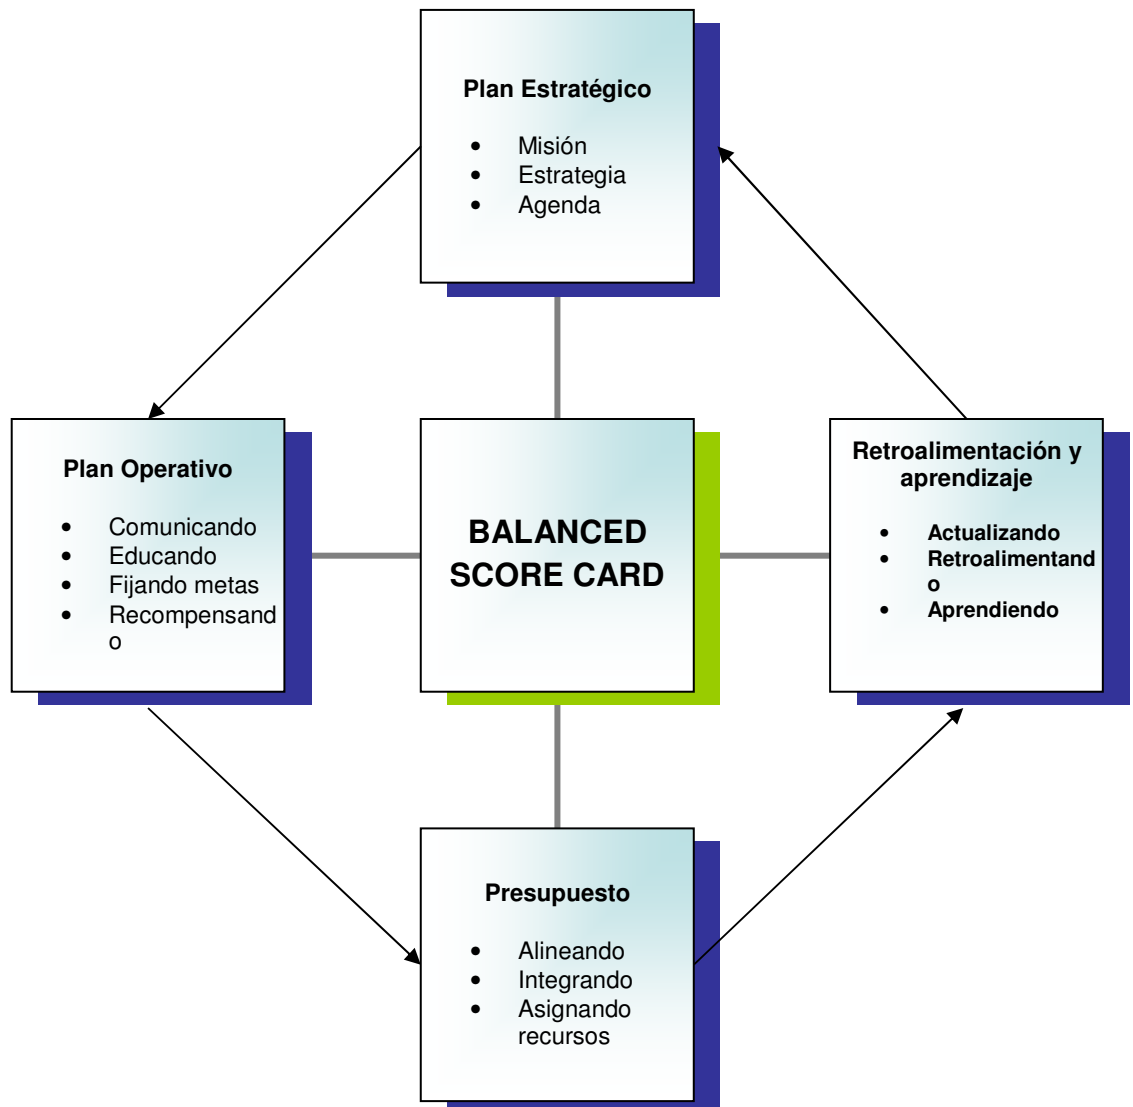 Plan Estratégico
• Misión
• Estrategia
• Agenda
Plan Operativo
• Comunicando
• Educando
• Fijando metas
• Recompensand
o
BALANCED
SCORE CARD
Retroalimentación y
aprendizaje
• Actualizando
• Retroalimentand
o
• Aprendiendo
Presupuesto
• Alineando
• Integrando
• Asignando
recursos